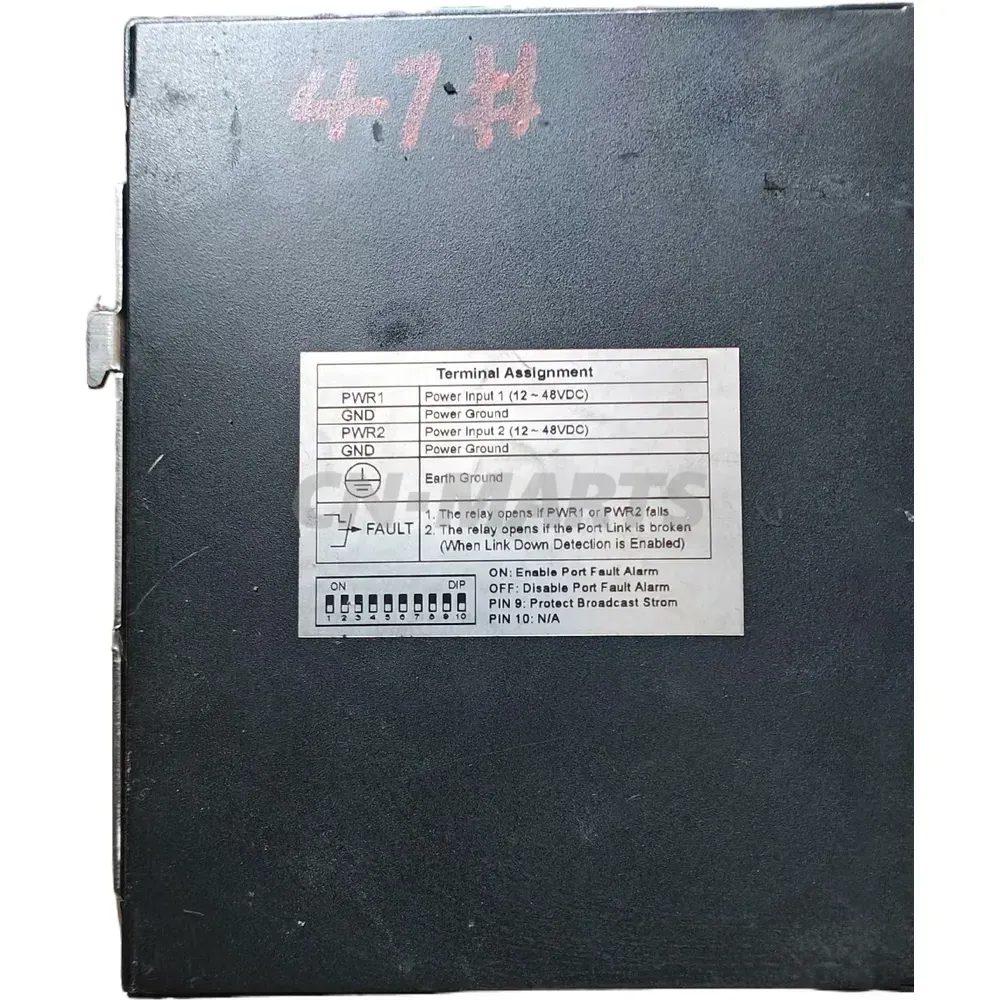 4-7#
Terminal Assignment
PWR1 Power Input 1 (12 ~ 48VDC)
GND Power Ground
PWR2 Power Input 2 (12 ~ 48VDC)
GND Power Ground
Earth Ground
FAULT 1. The relay opens if PWR1 or PWR2 fails
2. The relay opens if the Port Link is broken
(When Link Down Detection is Enabled)
ON DIP
1 2 3 4 5 6 7 8 9 10
ON: Enable Port Fault Alarm
OFF: Disable Port Fault Alarm
PIN 9: Protect Broadcast Strom
PIN 10: N/A
CN-MARTS